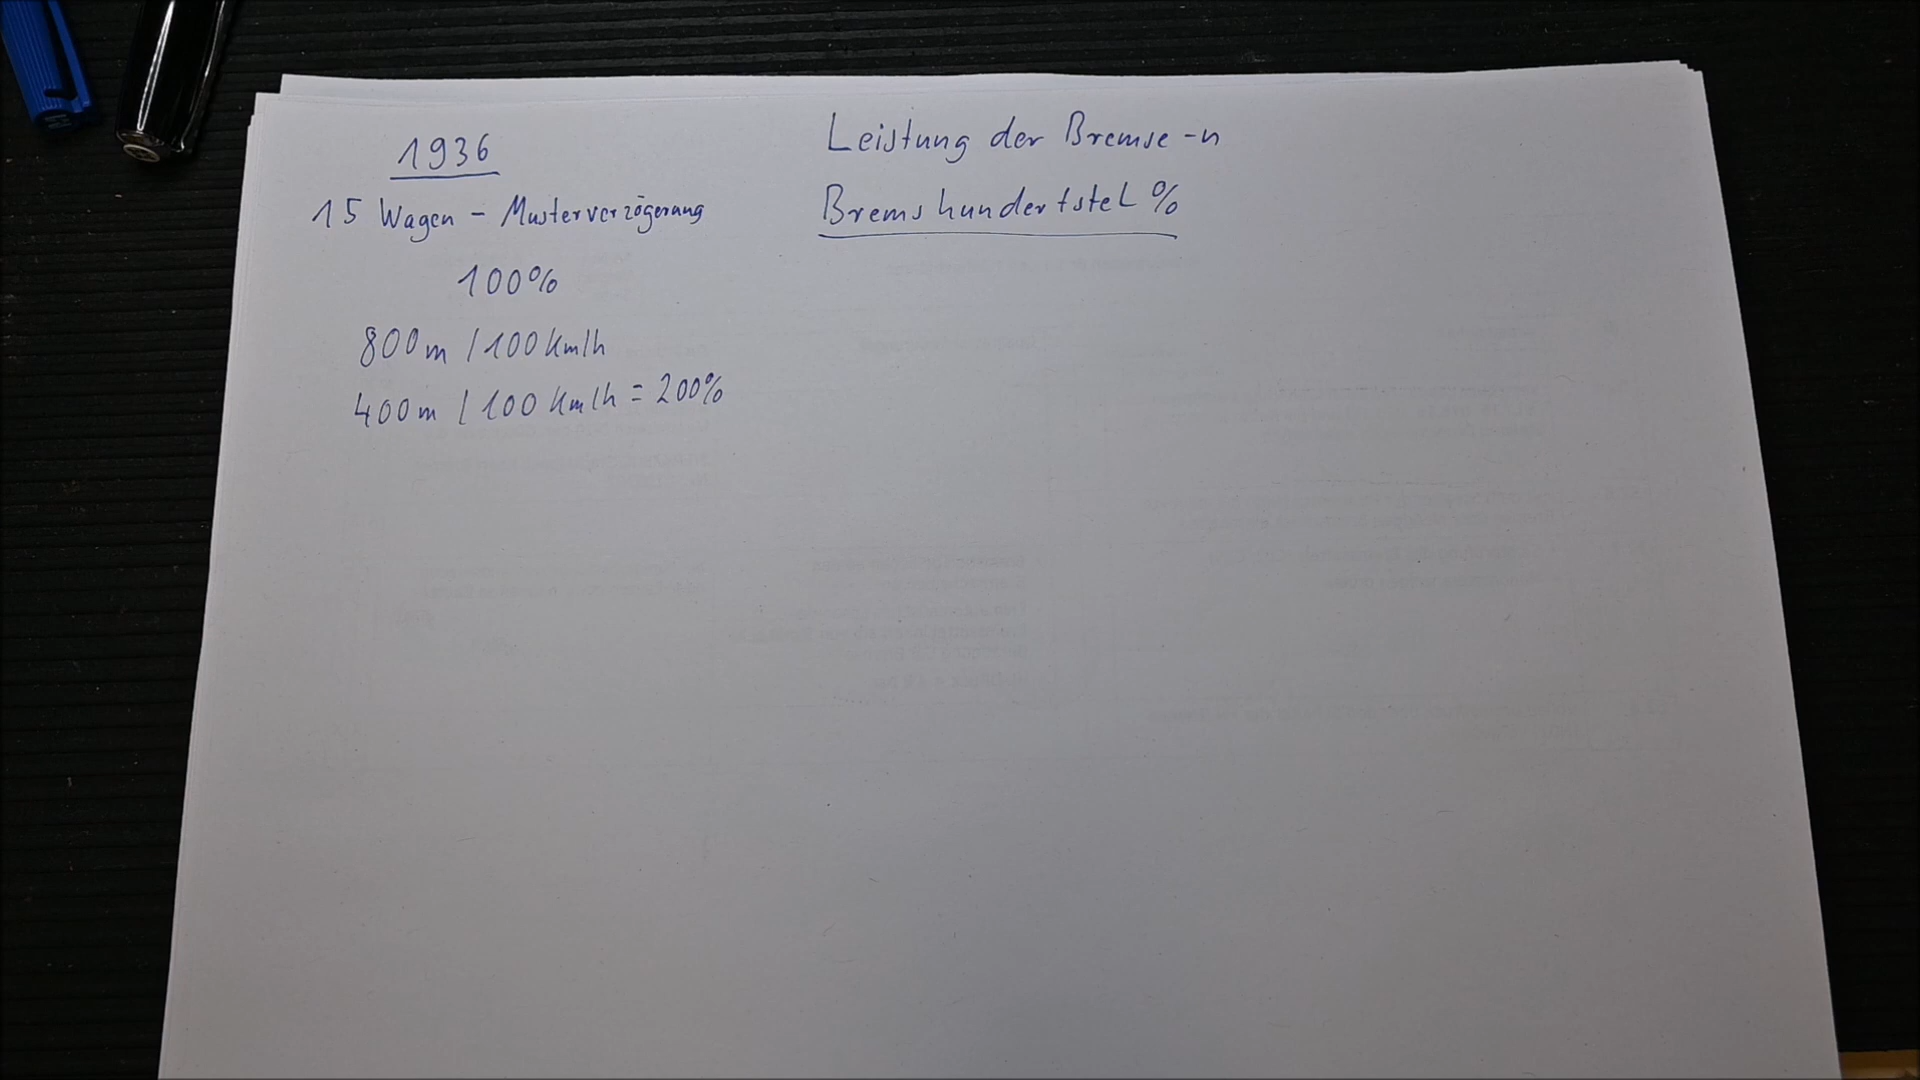 1936
15 Wagen - Musterverzögerung
100%
800m / 100 km/h
400m / 100 km/h = 200%
Leistung der Bremse -n
Bremshundertstel %